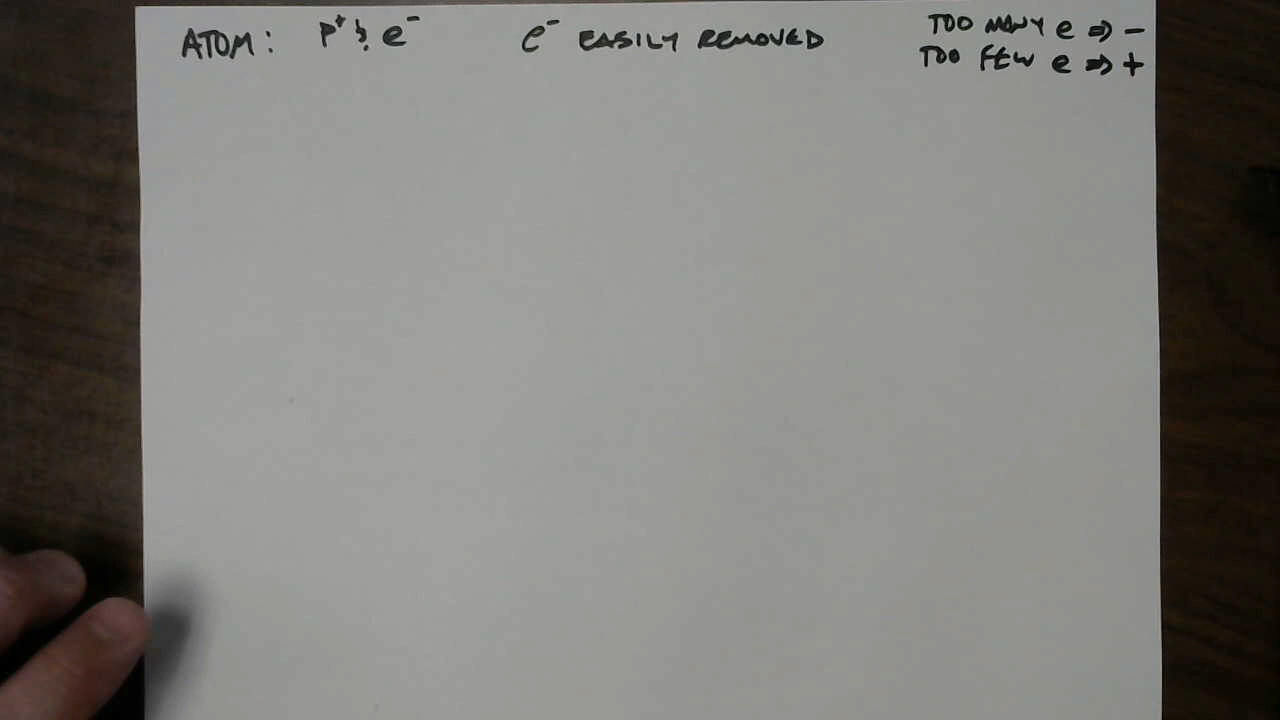 ATOM: p⁺ & e⁻ e⁻ EASILY REMOVED TOO MANY e ⇒ −
TOO FEW e ⇒ +